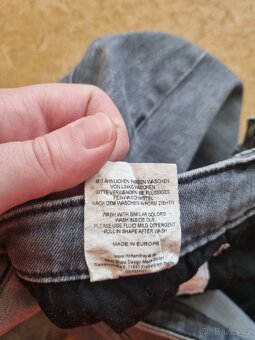 MIT ÄHNLICHEN FARBEN WASCHEN
VON LINKS WASCHEN
BITTE VERWENDEN SIE FLÜSSIGES
FEINWASCHMITTEL
NACH DEM WASCHEN IN FORM ZIEHEN
WASH WITH SIMILAR COLORS
WASH INSIDE OUT
PLEASE USE FLUID MILD DETERGENT
PULL IN SHAPE AFTER WASH
MADE IN EUROPE
Design
GERMANY